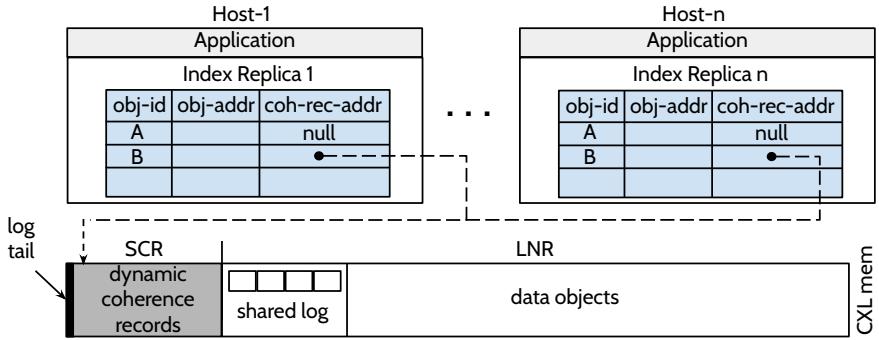 Host-1
Host-n
Application
Application
Index Replica 1
Index Replica n
obj-id obj-addr coh-rec-addr
A null
B
obj-id obj-addr coh-rec-addr
A null
B
. . .
log
tail
SCR
LNR
dynamic
coherence
records
shared log
data objects
CXL mem